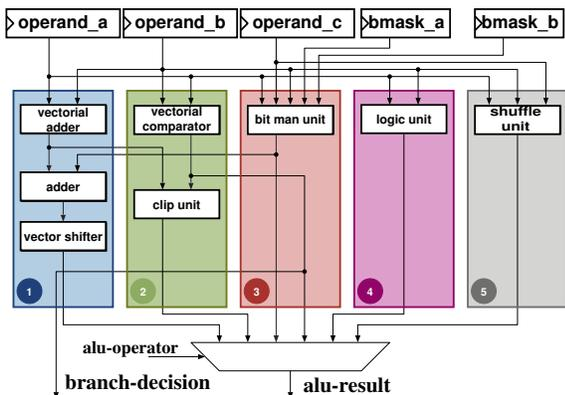 operand_a operand_b operand_c bmask_a bmask_b
vectorial
adder
vectorial
comparator
bit man unit
logic unit
shuffle
unit
adder
clip unit
vector shifter
1 2 3 4 5
alu-operator
branch-decision
alu-result